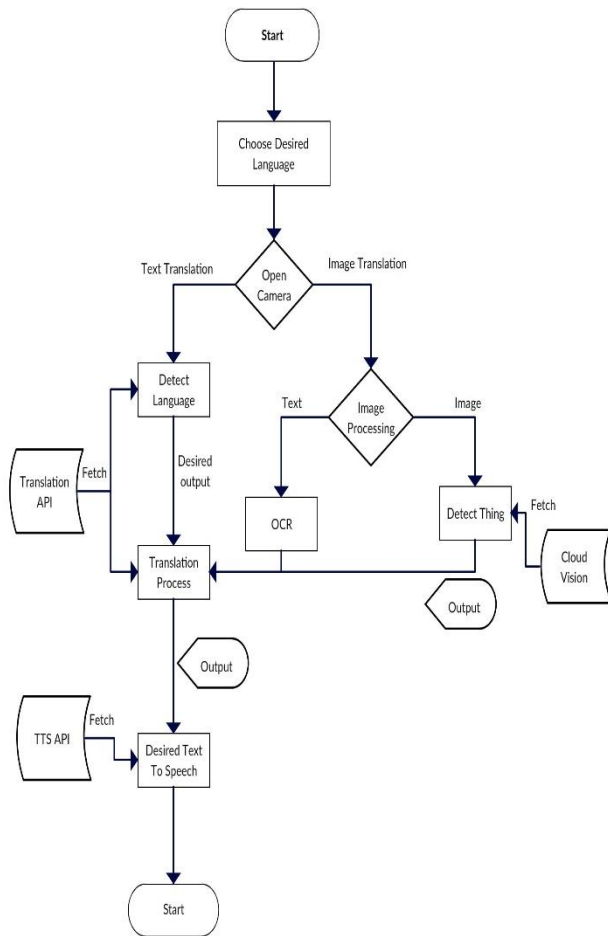 Start
Choose Desired
Language
Text Translation
Open
Camera
Image Translation
Detect
Language
Text
Image
Processing
Image
Translation
API
Fetch
Desired
output
OCR
Detect Thing
Fetch
Translation
Process
Cloud
Vision
Output
Output
TTS API
Fetch
Desired Text
To Speech
Start